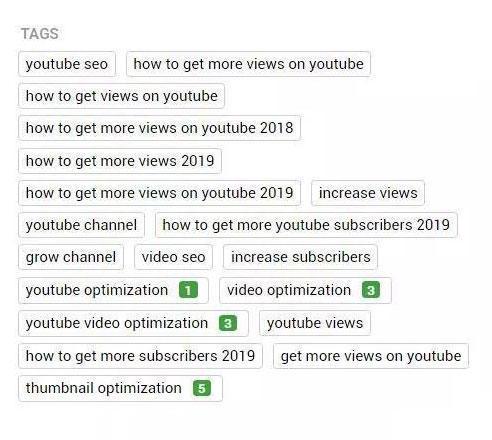 TAGS
youtube seo how to get more views on youtube
how to get views on youtube
how to get more views on youtube 2018
how to get more views 2019
how to get more views on youtube 2019 increase views
youtube channel how to get more youtube subscribers 2019
grow channel video seo increase subscribers
youtube optimization 1 video optimization 3
youtube video optimization 3 youtube views
how to get more subscribers 2019 get more views on youtube
thumbnail optimization 5